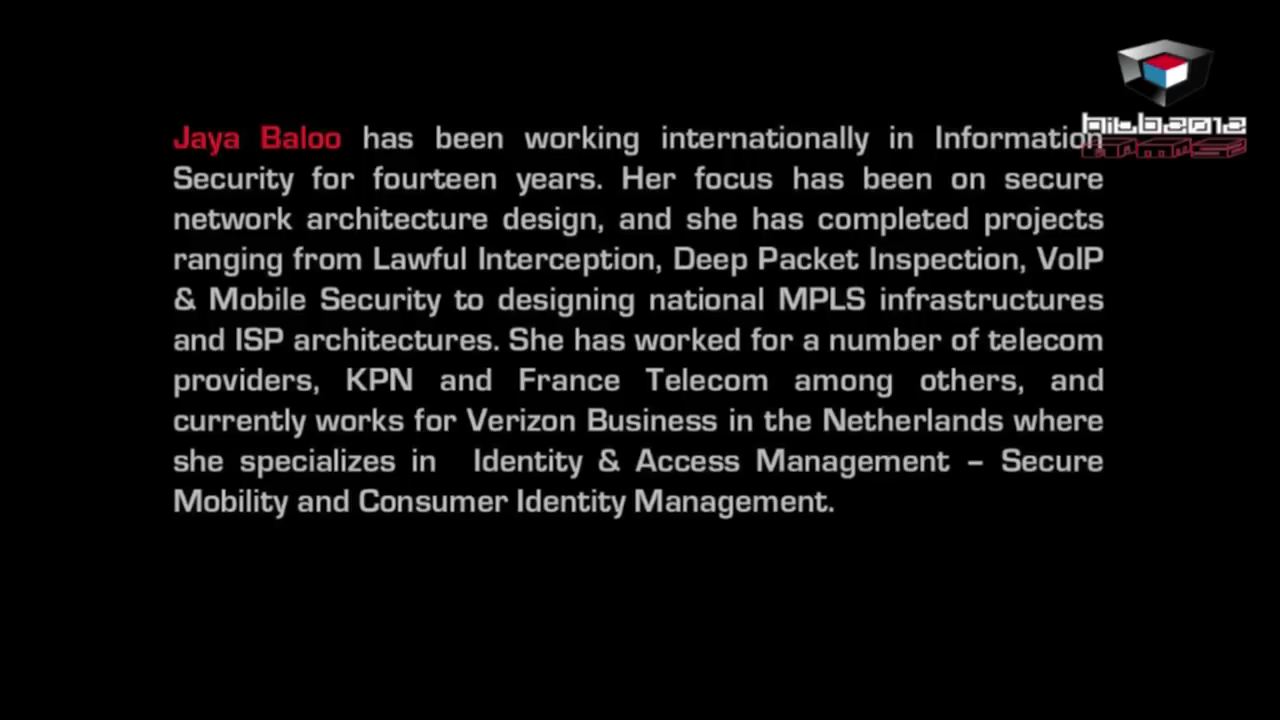 hitb2012
Jaya Baloo has been working internationally in Information
Security for fourteen years. Her focus has been on secure
network architecture design, and she has completed projects
ranging from Lawful Interception, Deep Packet Inspection, VoIP
& Mobile Security to designing national MPLS infrastructures
and ISP architectures. She has worked for a number of telecom
providers, KPN and France Telecom among others, and
currently works for Verizon Business in the Netherlands where
she specializes in Identity & Access Management – Secure
Mobility and Consumer Identity Management.